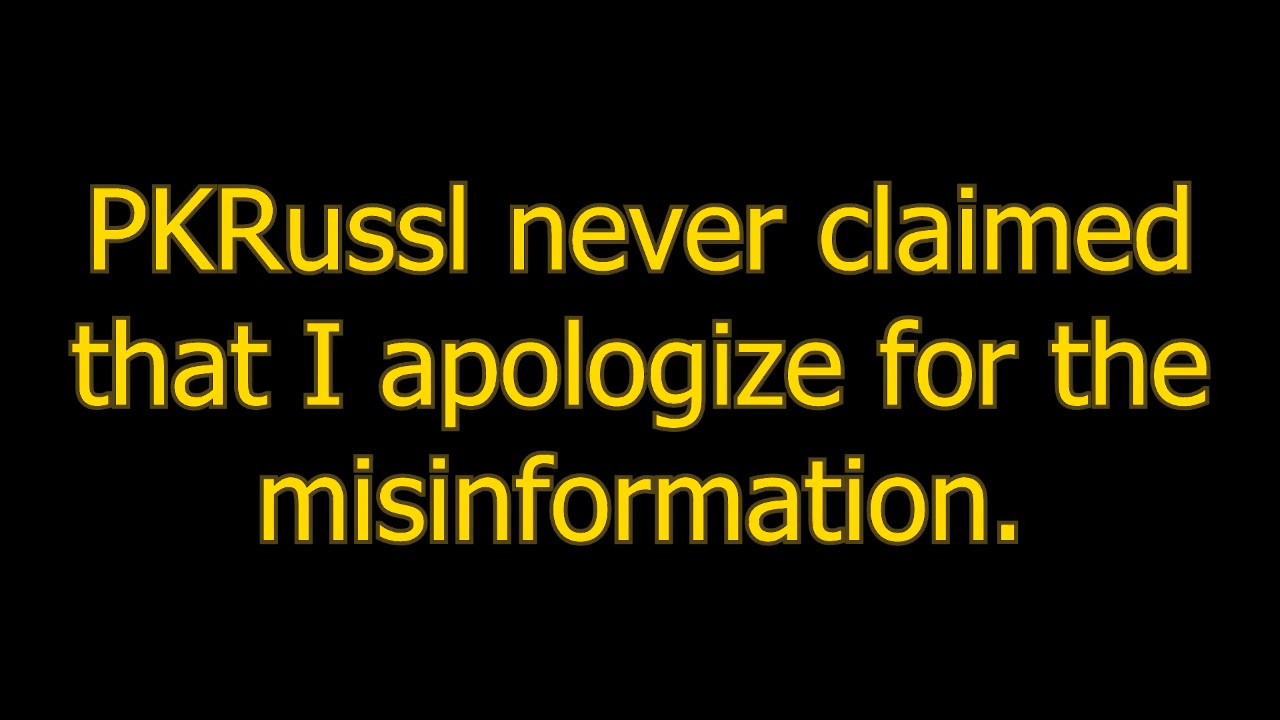 PKRussl never claimed
that I apologize for the
misinformation.